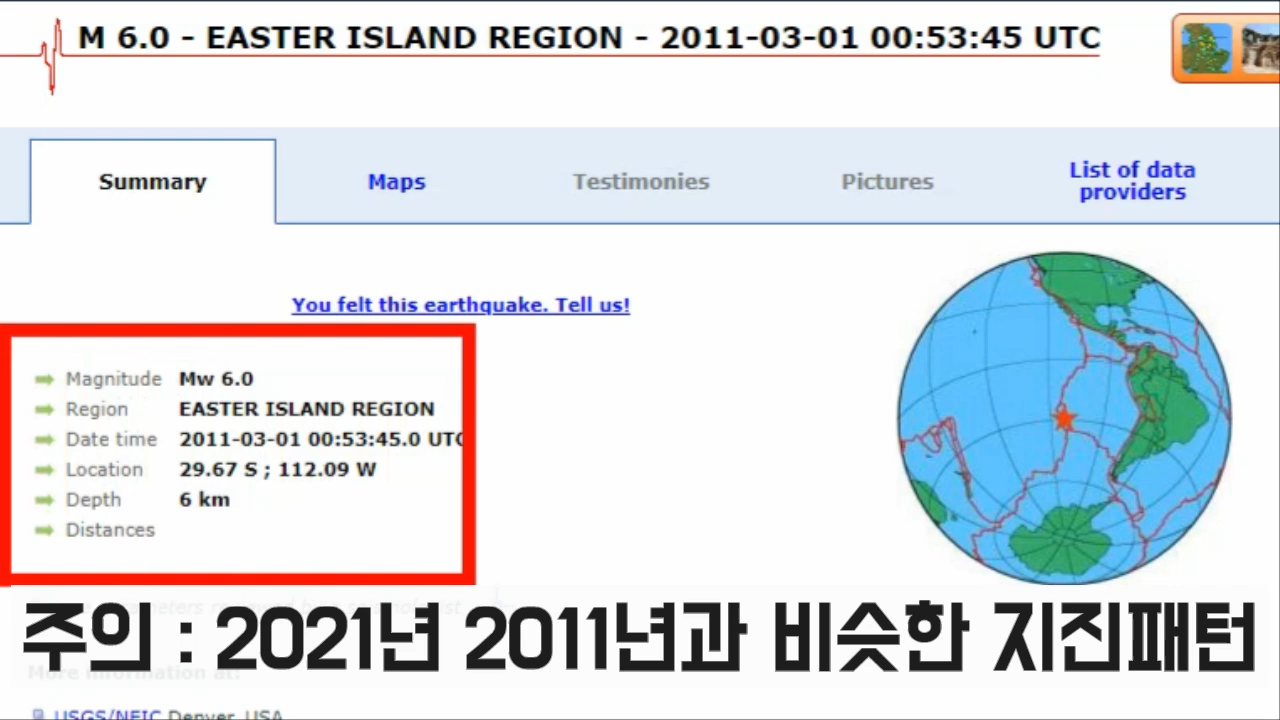 M 6.0 - EASTER ISLAND REGION - 2011-03-01 00:53:45 UTC
Summary
Maps
Testimonies
Pictures
List of data
providers
You felt this earthquake. Tell us!
Magnitude Mw 6.0
Region EASTER ISLAND REGION
Date time 2011-03-01 00:53:45.0 UTC
Location 29.67 S ; 112.09 W
Depth 6 km
Distances
주의 : 2021년 2011년과 비슷한 지진패턴
More information at:
USGS/NEIC Denver, USA